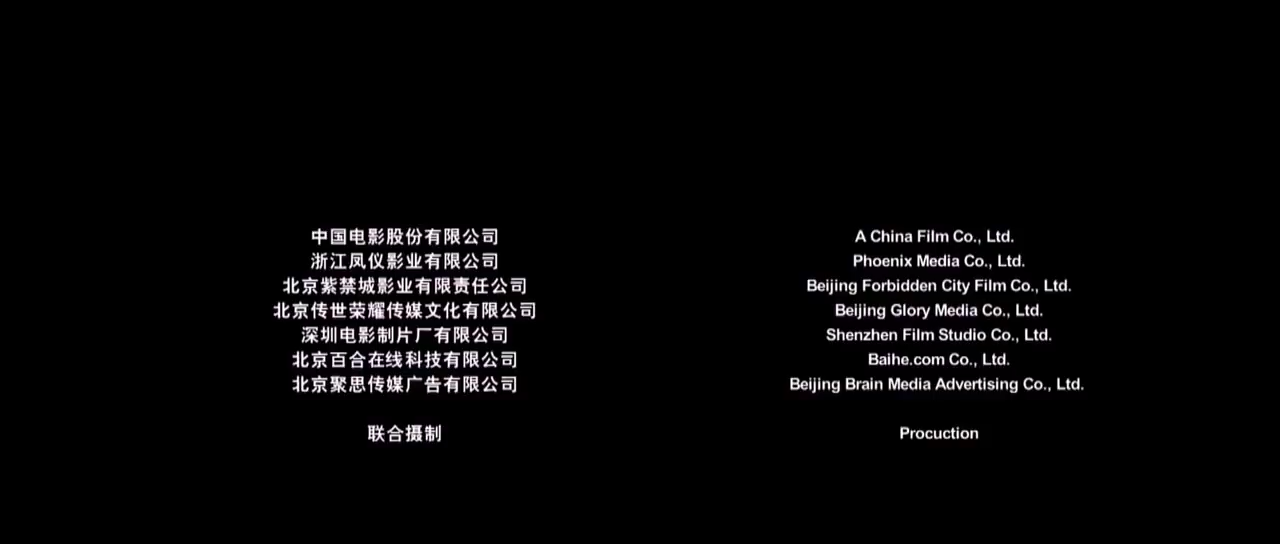 中国电影股份有限公司 A China Film Co., Ltd.
浙江凤仪影业有限公司 Phoenix Media Co., Ltd.
北京紫禁城影业有限责任公司 Beijing Forbidden City Film Co., Ltd.
北京传世荣耀传媒文化有限公司 Beijing Glory Media Co., Ltd.
深圳电影制片厂有限公司 Shenzhen Film Studio Co., Ltd.
北京百合在线科技有限公司 Baihe.com Co., Ltd.
北京聚思传媒广告有限公司 Beijing Brain Media Advertising Co., Ltd.
联合摄制 Procuction